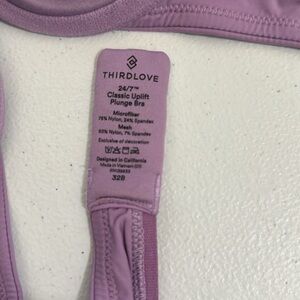 THIRDLOVE
24/7™
Classic Uplift
Plunge Bra
Microfiber
76% Nylon, 24% Spandex
Mesh
93% Nylon, 7% Spandex
Exclusive of decoration
Designed in California
Made in Vietnam
32B